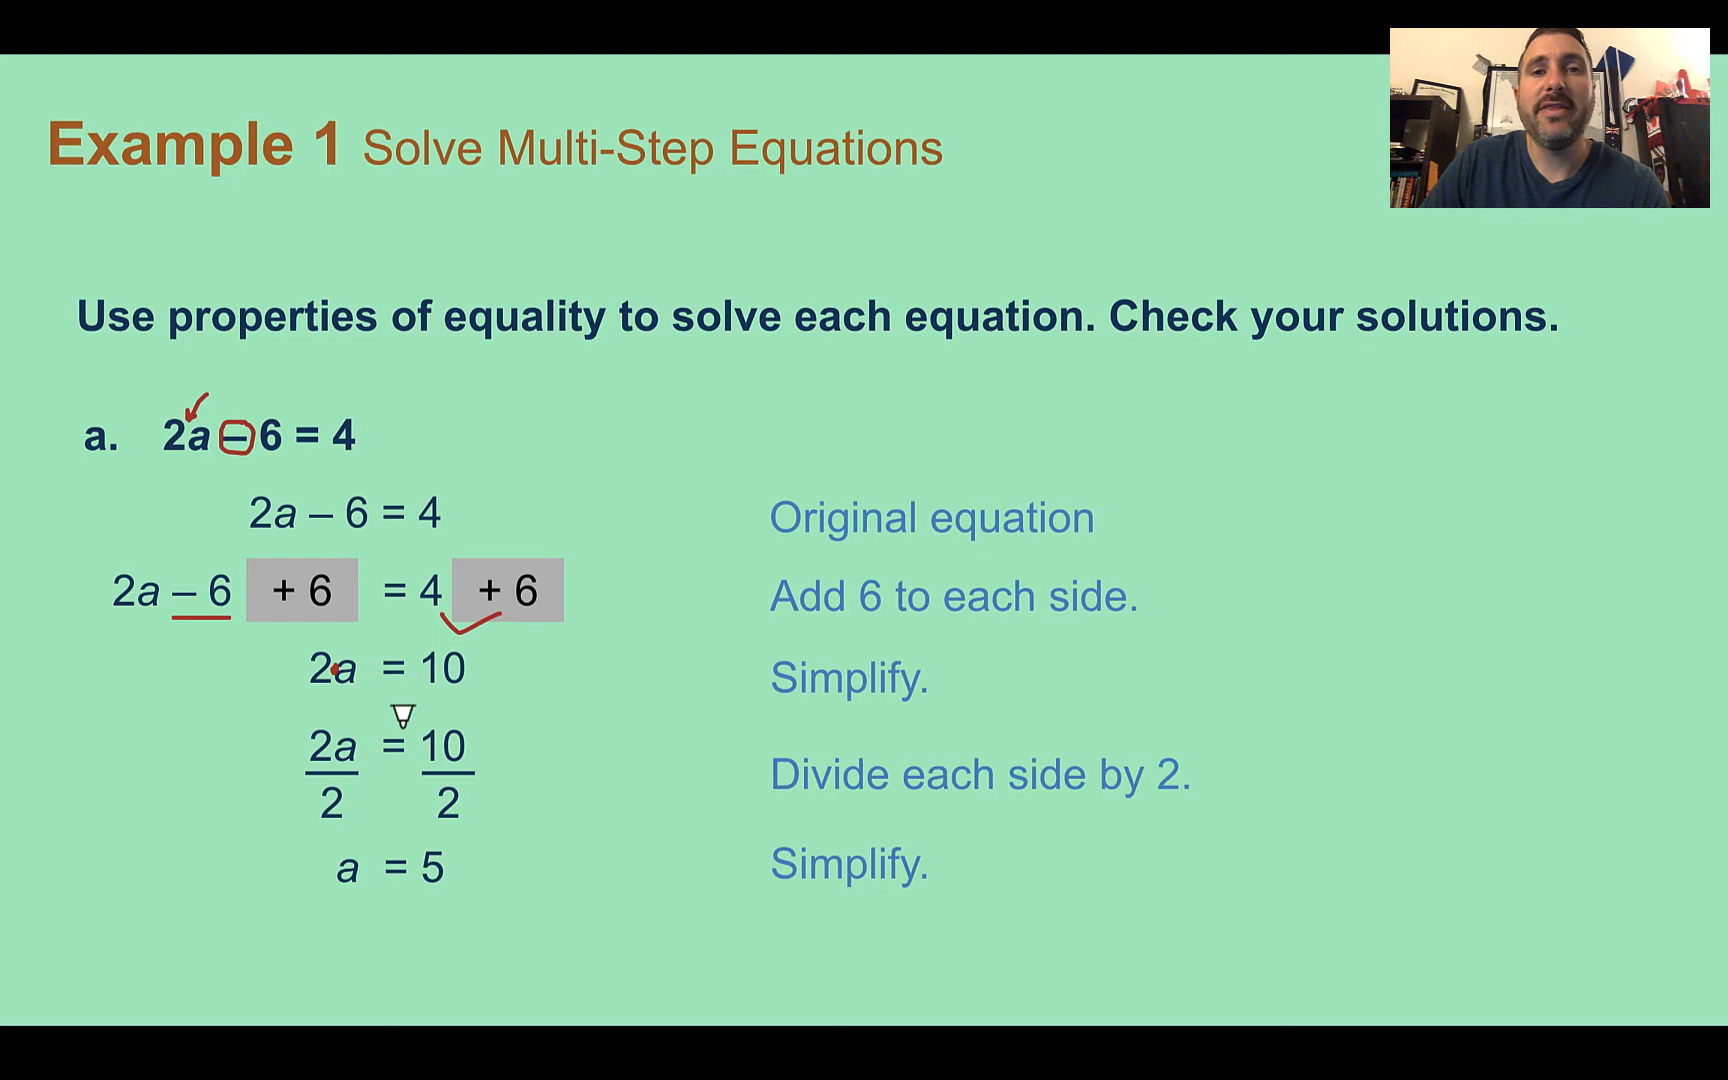 Example 1 Solve Multi-Step Equations
Use properties of equality to solve each equation. Check your solutions.
a. 2a – 6 = 4
2a – 6 = 4 Original equation
2a – 6 + 6 = 4 + 6 Add 6 to each side.
2a = 10 Simplify.
2a = 10
2 2 Divide each side by 2.
a = 5 Simplify.